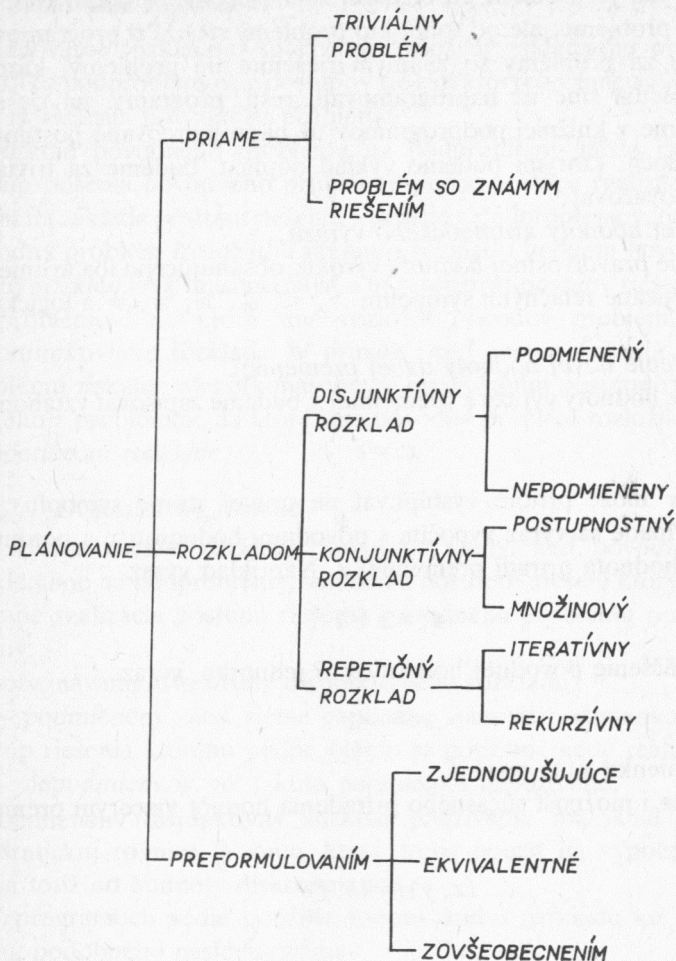 TRIVIÁLNY
PROBLÉM
PRIAME
PROBLÉM SO ZNÁMYM
RIEŠENÍM
PODMIENENÝ
DISJUNKTÍVNY
ROZKLAD
NEPODMIENENY
POSTUPNOSTNÝ
PLÁNOVANIE
ROZKLADOM
KONJUNKTÍVNY
ROZKLAD
MNOŽINOVÝ
ITERATÍVNY
REPETIČNÝ
ROZKLAD
REKURZÍVNY
ZJEDNODUŠUJÚCE
PREFORMULOVANÍM
EKVIVALENTNÉ
ZOVŠEOBECNENÍM